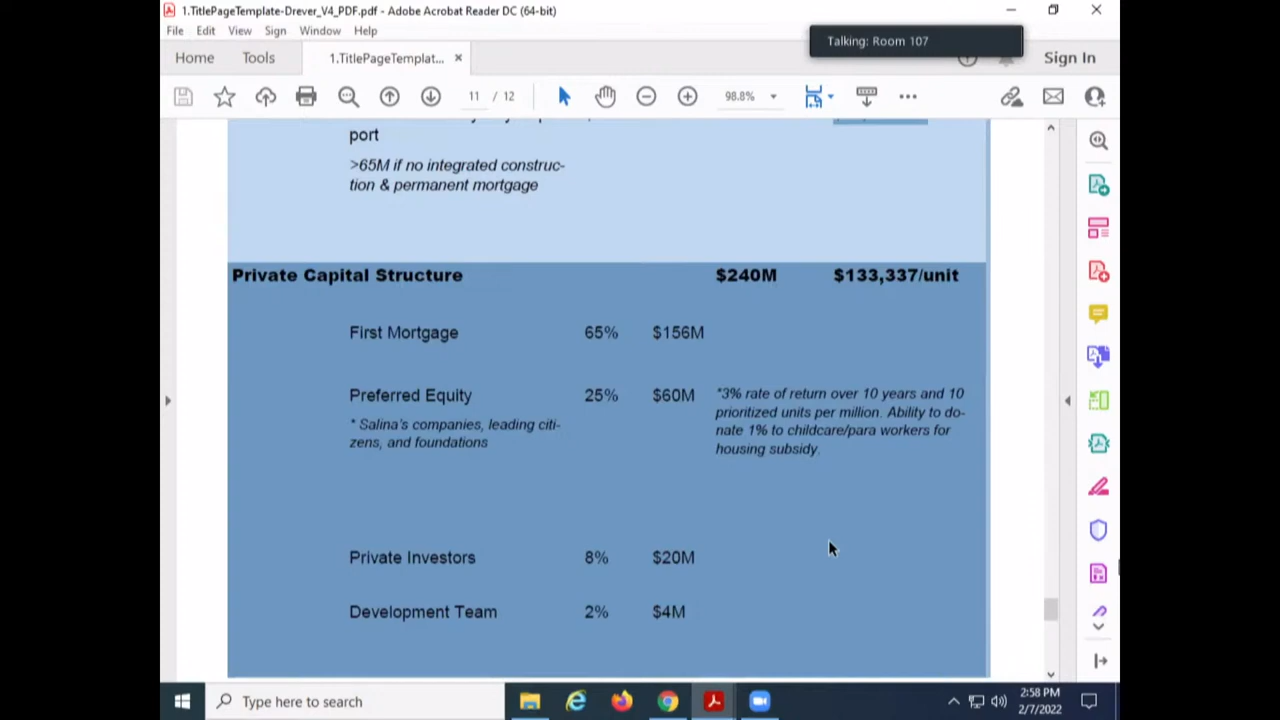 1.TitlePageTemplate-Drever_V4_PDF.pdf - Adobe Acrobat Reader DC (64-bit)
File Edit View Sign Window Help
Talking: Room 107
Home Tools 1.TitlePageTemplat... × Sign In
11 / 12 98.8%
port
>65M if no integrated construc-
tion & permanent mortgage
Private Capital Structure $240M $133,337/unit
First Mortgage 65% $156M
Preferred Equity 25% $60M
* Salina's companies, leading citi-
zens, and foundations
*3% rate of return over 10 years and 10
prioritized units per million. Ability to do-
nate 1% to childcare/para workers for
housing subsidy.
Private Investors 8% $20M
Development Team 2% $4M
Type here to search
2:58 PM
2/7/2022